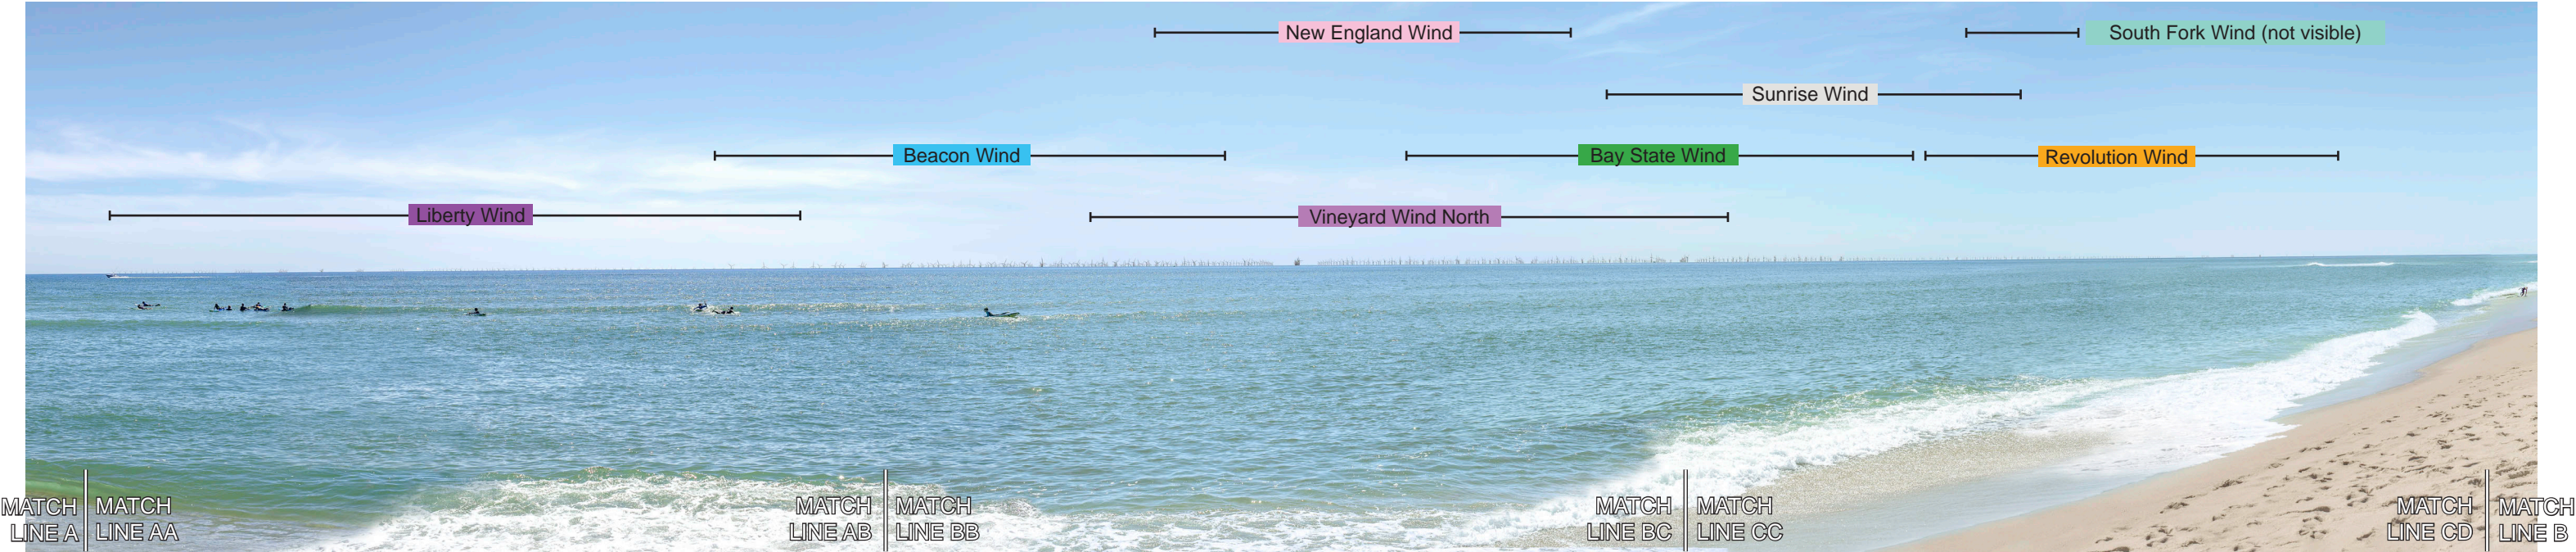 New England Wind
South Fork Wind (not visible)
Sunrise Wind
Beacon Wind
Bay State Wind
Revolution Wind
Liberty Wind
Vineyard Wind North
MATCH
LINE A
MATCH
LINE AA
MATCH
LINE AB
MATCH
LINE BB
MATCH
LINE BC
MATCH
LINE CC
MATCH
LINE CD
MATCH
LINE B